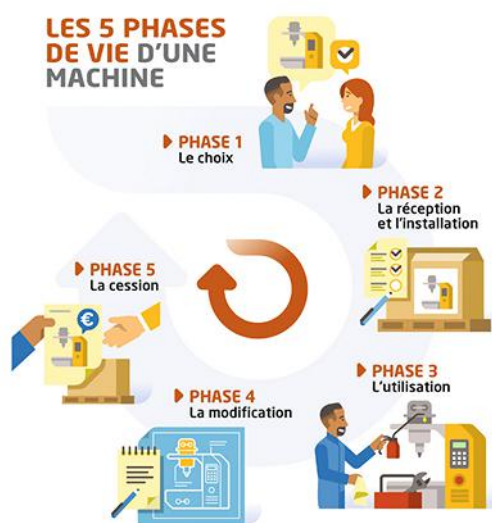 LES 5 PHASES
DE VIE D'UNE
MACHINE
PHASE 1
Le choix
PHASE 2
La réception
et l'installation
PHASE 3
L'utilisation
PHASE 4
La modification
PHASE 5
La cession
€